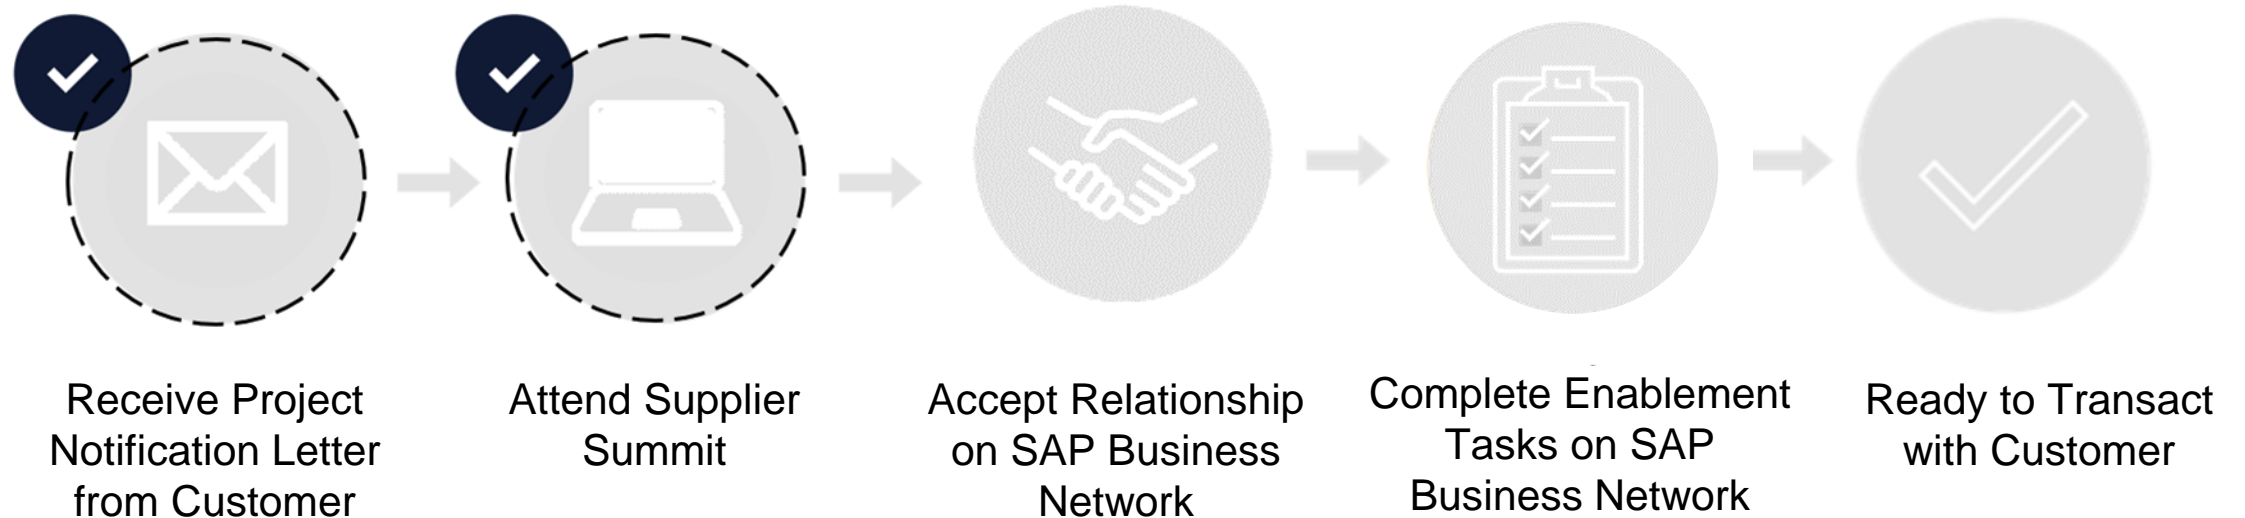 Receive Project
Notification Letter
from Customer
Attend Supplier
Summit
Accept Relationship
on SAP Business
Network
Complete Enablement
Tasks on SAP
Business Network
Ready to Transact
with Customer